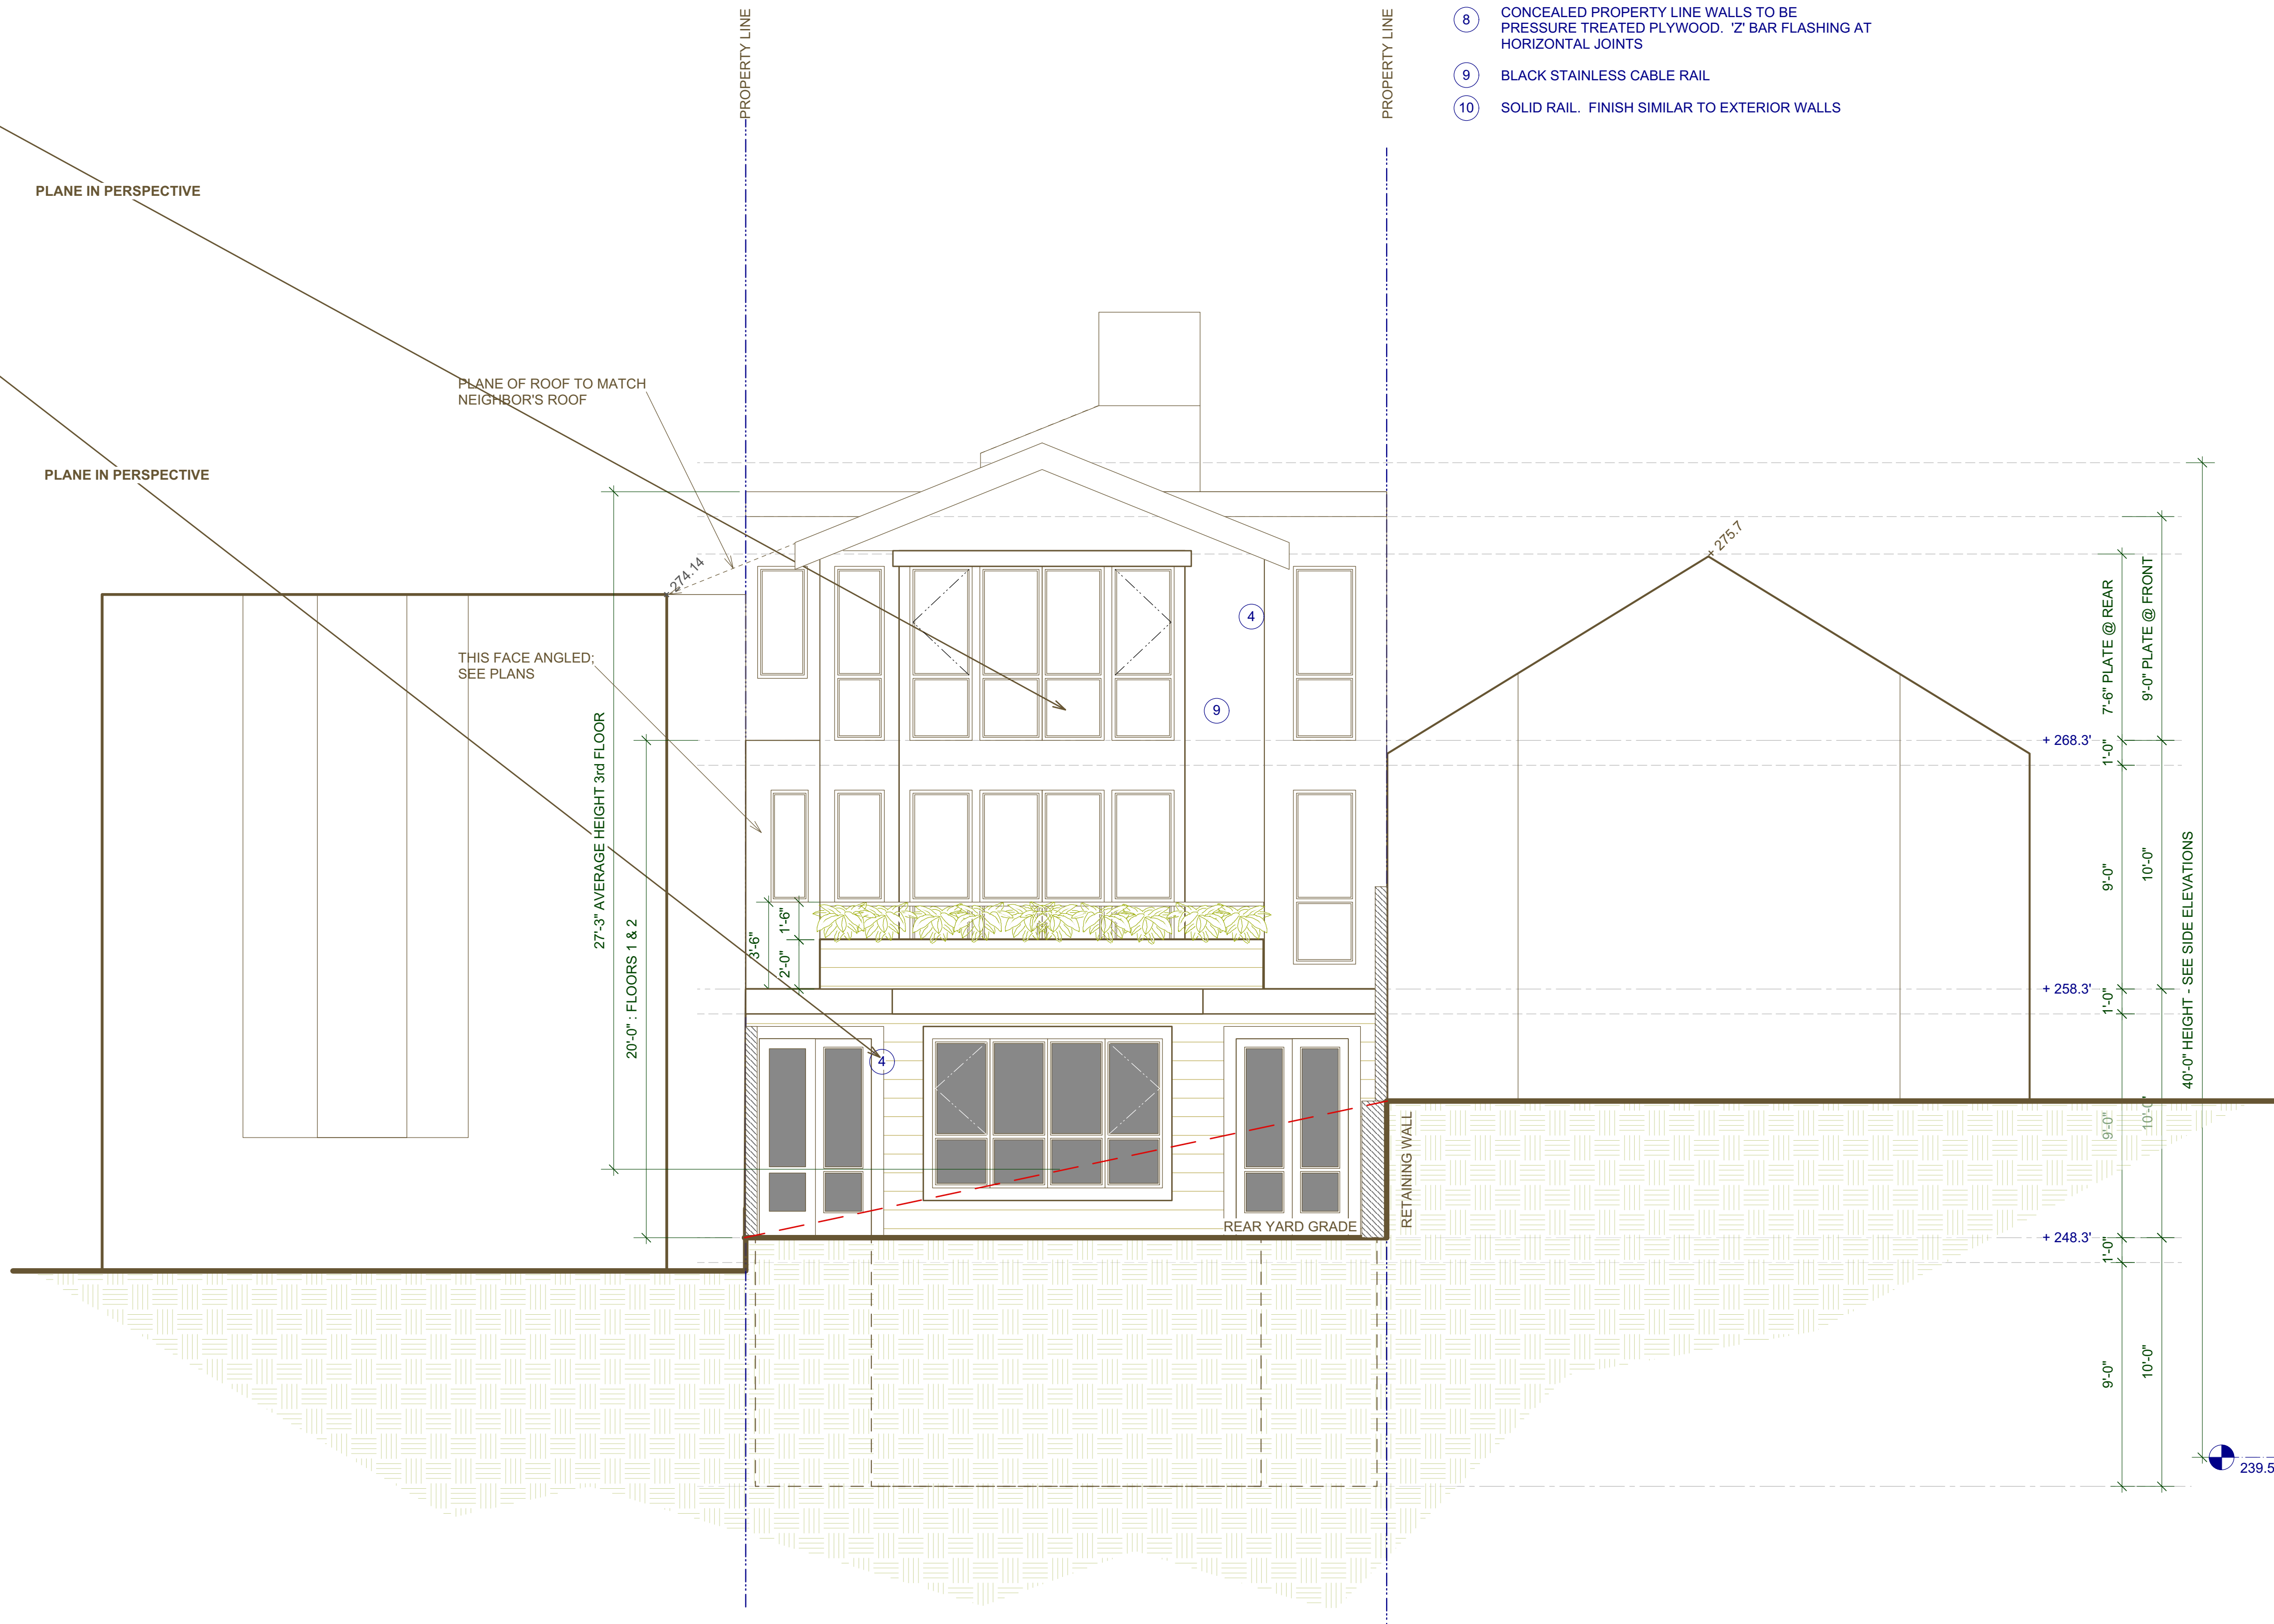 PROPERTY LINE
PROPERTY LINE
8 CONCEALED PROPERTY LINE WALLS TO BE
PRESSURE TREATED PLYWOOD. 'Z' BAR FLASHING AT
HORIZONTAL JOINTS
9 BLACK STAINLESS CABLE RAIL
10 SOLID RAIL. FINISH SIMILAR TO EXTERIOR WALLS
PLANE IN PERSPECTIVE
PLANE OF ROOF TO MATCH
NEIGHBOR'S ROOF
PLANE IN PERSPECTIVE
274.14
+ 275.7
4
THIS FACE ANGLED;
SEE PLANS
9
27'-3" AVERAGE HEIGHT 3rd FLOOR
20'-0" : FLOORS 1 & 2
7'-6" PLATE @ REAR
9'-0" PLATE @ FRONT
+ 268.3'
1'-0"
9'-0"
10'-0"
40'-0" HEIGHT - SEE SIDE ELEVATIONS
3'-6"
1'-6"
2'-0"
+ 258.3'
1'-0"
4
9'-0"
10'-0"
RETAINING WALL
REAR YARD GRADE
+ 248.3'
1'-0"
9'-0"
10'-0"
239.5